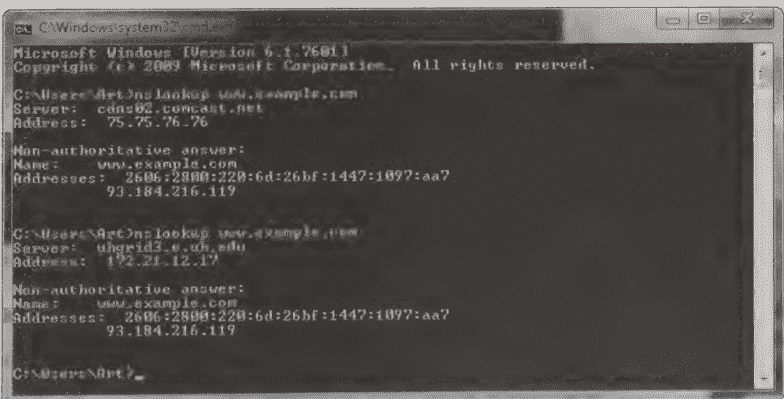 C:\Windows\system32\cmd.exe
Microsoft Windows [Version 6.1.7601]
Copyright (c) 2009 Microsoft Corporation. All rights reserved.
C:\Users\Art>nslookup www.example.com
Server: cdns02.comcast.net
Address: 75.75.76.76
Non-authoritative answer:
Name: www.example.com
Addresses: 2606:2800:220:6d:26bf:1447:1097:aa7
93.184.216.119
C:\Users\Art>nslookup www.example.com
Server: uhgrid3.e.uh.edu
Address: 172.21.12.17
Non-authoritative answer:
Name: www.example.com
Addresses: 2606:2800:220:6d:26bf:1447:1097:aa7
93.184.216.119
C:\Users\Art>_